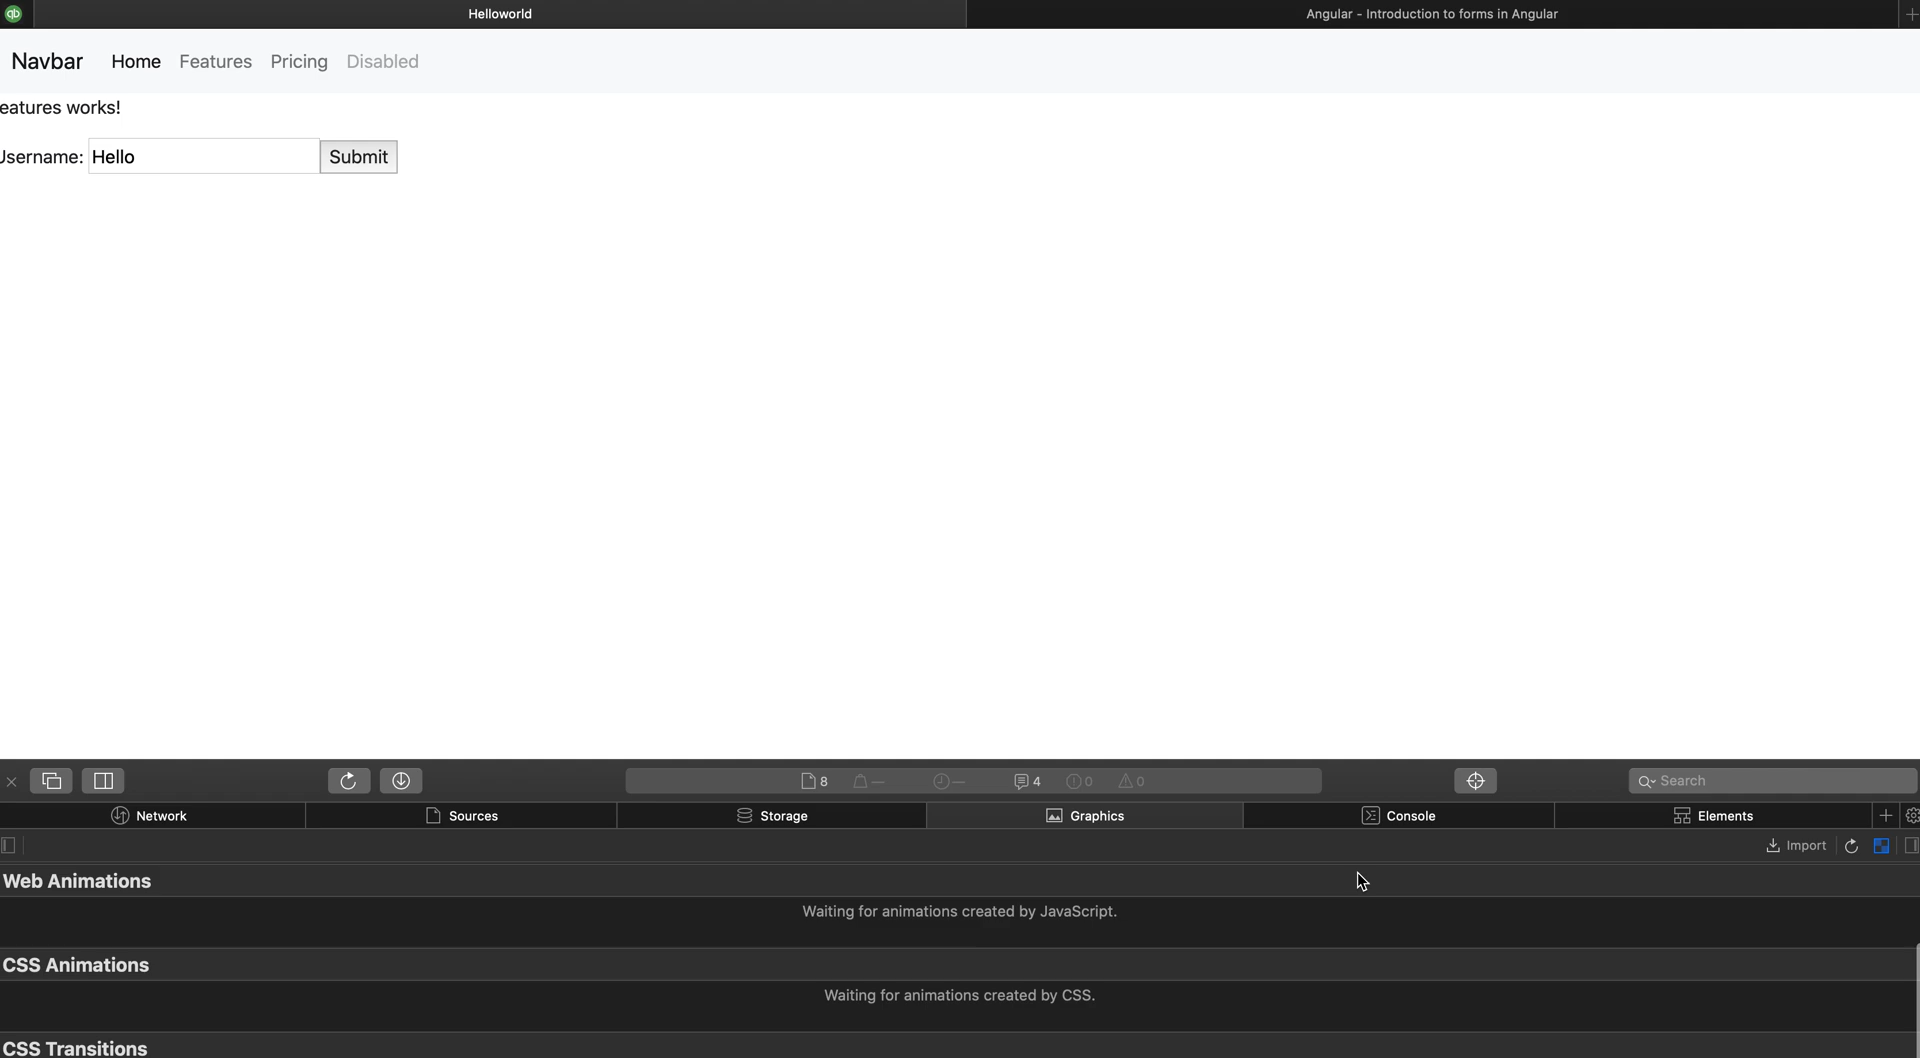 Helloworld
Angular - Introduction to forms in Angular
Navbar Home Features Pricing Disabled
eatures works!
Username: Hello Submit
8 — — 4 0 0
Search
Network Sources Storage Graphics Console Elements
Import
Web Animations
Waiting for animations created by JavaScript.
CSS Animations
Waiting for animations created by CSS.
CSS Transitions